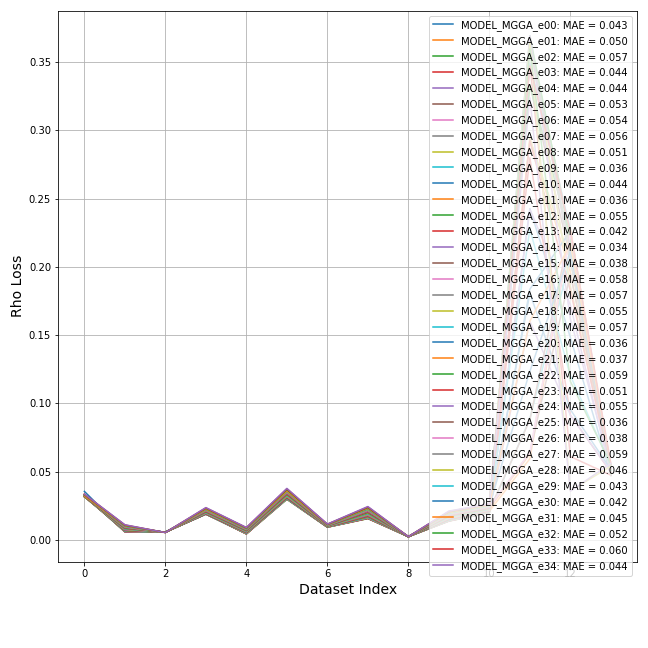 MODEL_MGGA_e00: MAE = 0.043
MODEL_MGGA_e01: MAE = 0.050
MODEL_MGGA_e02: MAE = 0.057
MODEL_MGGA_e03: MAE = 0.044
MODEL_MGGA_e04: MAE = 0.044
MODEL_MGGA_e05: MAE = 0.053
MODEL_MGGA_e06: MAE = 0.054
MODEL_MGGA_e07: MAE = 0.056
MODEL_MGGA_e08: MAE = 0.051
MODEL_MGGA_e09: MAE = 0.036
MODEL_MGGA_e10: MAE = 0.044
MODEL_MGGA_e11: MAE = 0.036
MODEL_MGGA_e12: MAE = 0.055
MODEL_MGGA_e13: MAE = 0.042
MODEL_MGGA_e14: MAE = 0.034
MODEL_MGGA_e15: MAE = 0.038
MODEL_MGGA_e16: MAE = 0.058
MODEL_MGGA_e17: MAE = 0.057
MODEL_MGGA_e18: MAE = 0.055
MODEL_MGGA_e19: MAE = 0.057
MODEL_MGGA_e20: MAE = 0.036
MODEL_MGGA_e21: MAE = 0.037
MODEL_MGGA_e22: MAE = 0.059
MODEL_MGGA_e23: MAE = 0.051
MODEL_MGGA_e24: MAE = 0.055
MODEL_MGGA_e25: MAE = 0.036
MODEL_MGGA_e26: MAE = 0.038
MODEL_MGGA_e27: MAE = 0.059
MODEL_MGGA_e28: MAE = 0.046
MODEL_MGGA_e29: MAE = 0.043
MODEL_MGGA_e30: MAE = 0.042
MODEL_MGGA_e31: MAE = 0.045
MODEL_MGGA_e32: MAE = 0.052
MODEL_MGGA_e33: MAE = 0.060
MODEL_MGGA_e34: MAE = 0.044
0.35
0.30
0.25
0.20
0.15
0.10
0.05
0.00
Rho Loss
0 2 4 6 8 10 12
Dataset Index